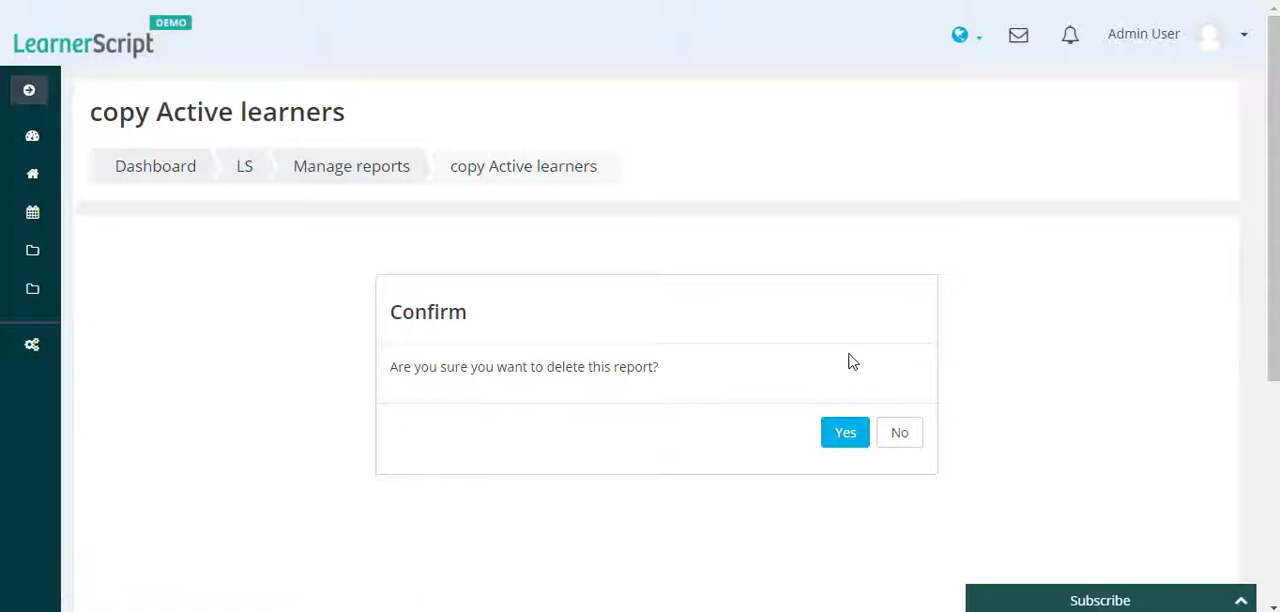 DEMO
LearnerScript
Admin User
copy Active learners
Dashboard LS Manage reports copy Active learners
Confirm
Are you sure you want to delete this report?
Yes No
Subscribe